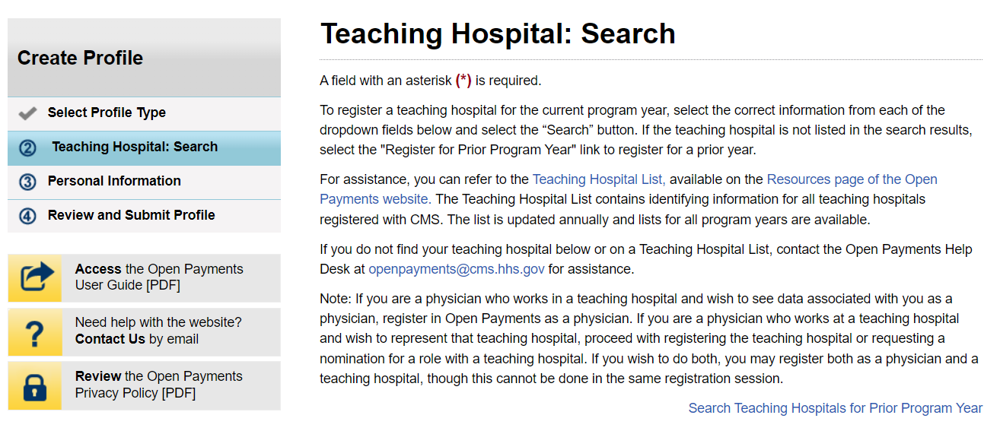 Create Profile
Select Profile Type
2 Teaching Hospital: Search
3 Personal Information
4 Review and Submit Profile
Access the Open Payments
User Guide [PDF]
? Need help with the website?
Contact Us by email
Review the Open Payments
Privacy Policy [PDF]
Teaching Hospital: Search
A field with an asterisk (*) is required.
To register a teaching hospital for the current program year, select the correct information from each of the
dropdown fields below and select the “Search” button. If the teaching hospital is not listed in the search results,
select the "Register for Prior Program Year" link to register for a prior year.
For assistance, you can refer to the Teaching Hospital List, available on the Resources page of the Open
Payments website. The Teaching Hospital List contains identifying information for all teaching hospitals
registered with CMS. The list is updated annually and lists for all program years are available.
If you do not find your teaching hospital below or on a Teaching Hospital List, contact the Open Payments Help
Desk at openpayments@cms.hhs.gov for assistance.
Note: If you are a physician who works in a teaching hospital and wish to see data associated with you as a
physician, register in Open Payments as a physician. If you are a physician who works at a teaching hospital
and wish to represent that teaching hospital, proceed with registering the teaching hospital or requesting a
nomination for a role with a teaching hospital. If you wish to do both, you may register both as a physician and a
teaching hospital, though this cannot be done in the same registration session.
Search Teaching Hospitals for Prior Program Year